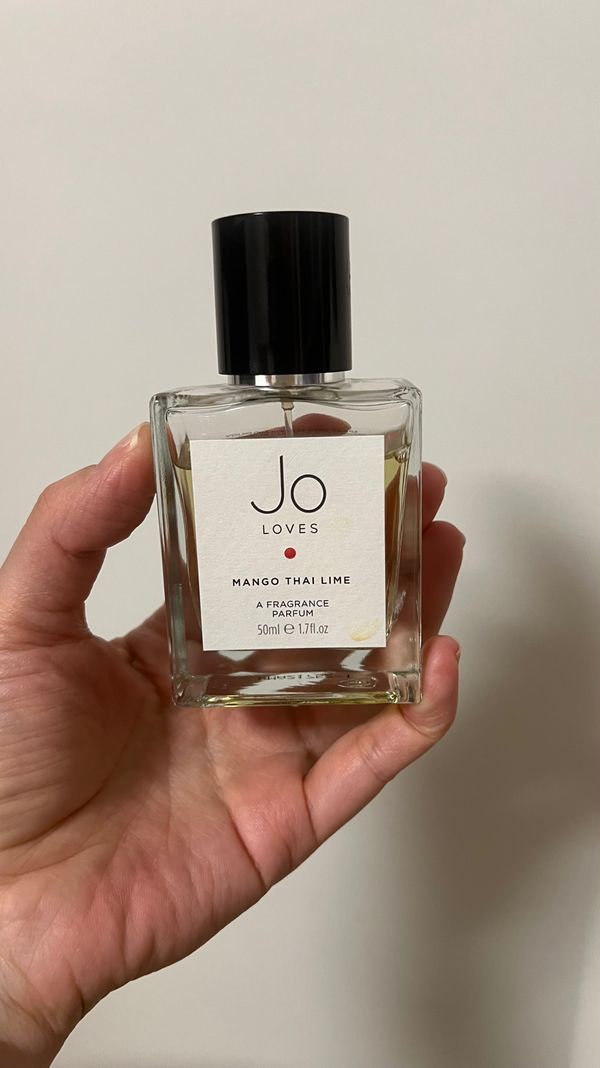 Jo
LOVES
MANGO THAI LIME
A FRAGRANCE
PARFUM
50ml ℮ 1.7fl.oz